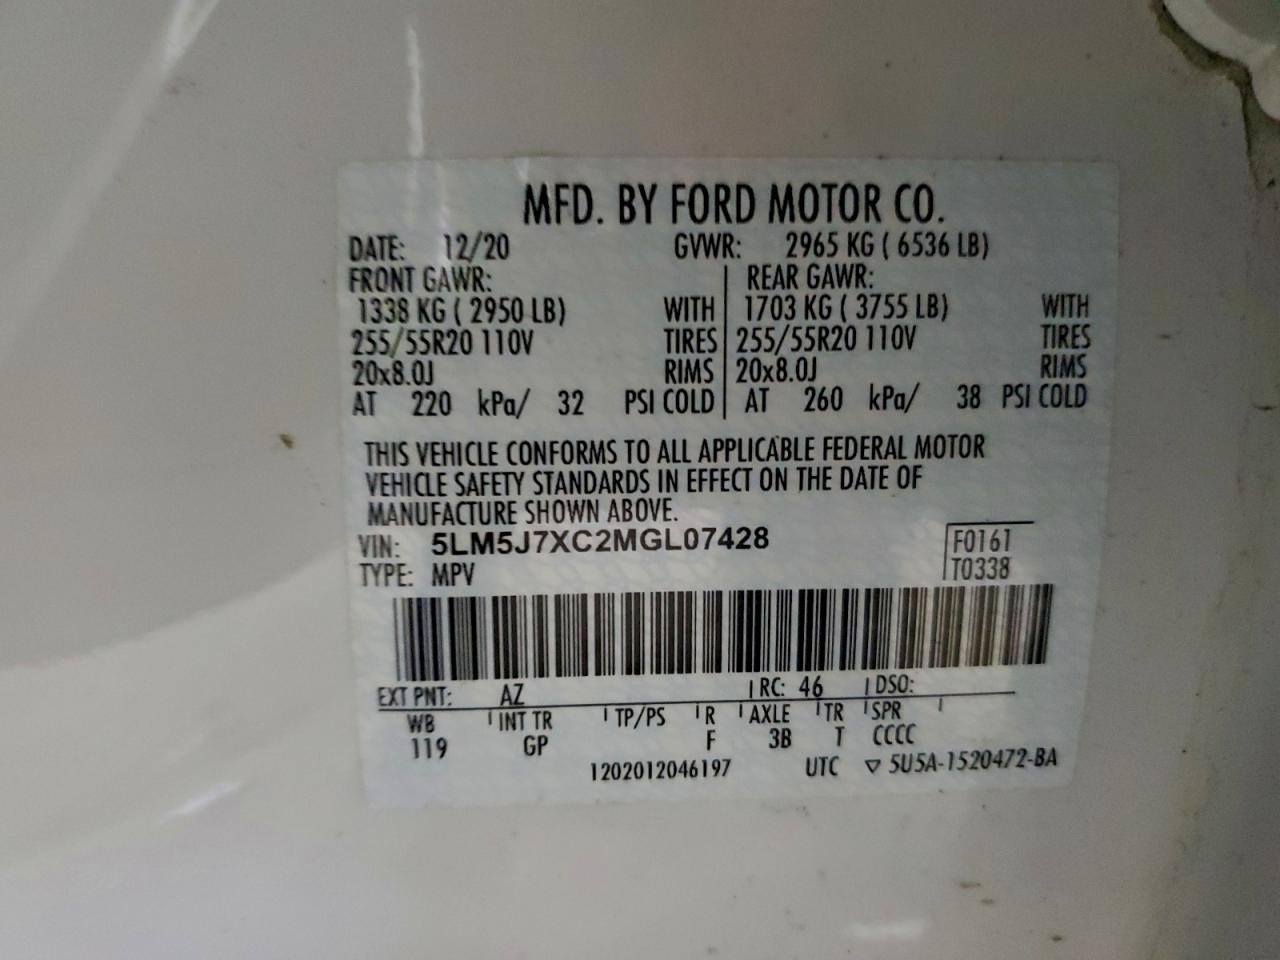 MFD. BY FORD MOTOR CO.
DATE: 12/20 GVWR: 2965 KG ( 6536 LB)
FRONT GAWR: REAR GAWR:
1338 KG ( 2950 LB) WITH 1703 KG ( 3755 LB) WITH
255/55R20 110V TIRES 255/55R20 110V TIRES
20x8.0J RIMS 20x8.0J RIMS
AT 220 kPa/ 32 PSI COLD AT 260 kPa/ 38 PSI COLD
THIS VEHICLE CONFORMS TO ALL APPLICABLE FEDERAL MOTOR
VEHICLE SAFETY STANDARDS IN EFFECT ON THE DATE OF
MANUFACTURE SHOWN ABOVE.
VIN: 5LM5J7XC2MGL07428 F0161
TYPE: MPV T0338
EXT PNT: AZ RC: 46 DSO:
WB INT TR TP/PS R AXLE TR SPR
119 GP F 3B T CCCC
1202012046197 UTC ▽ 5U5A-1520472-BA